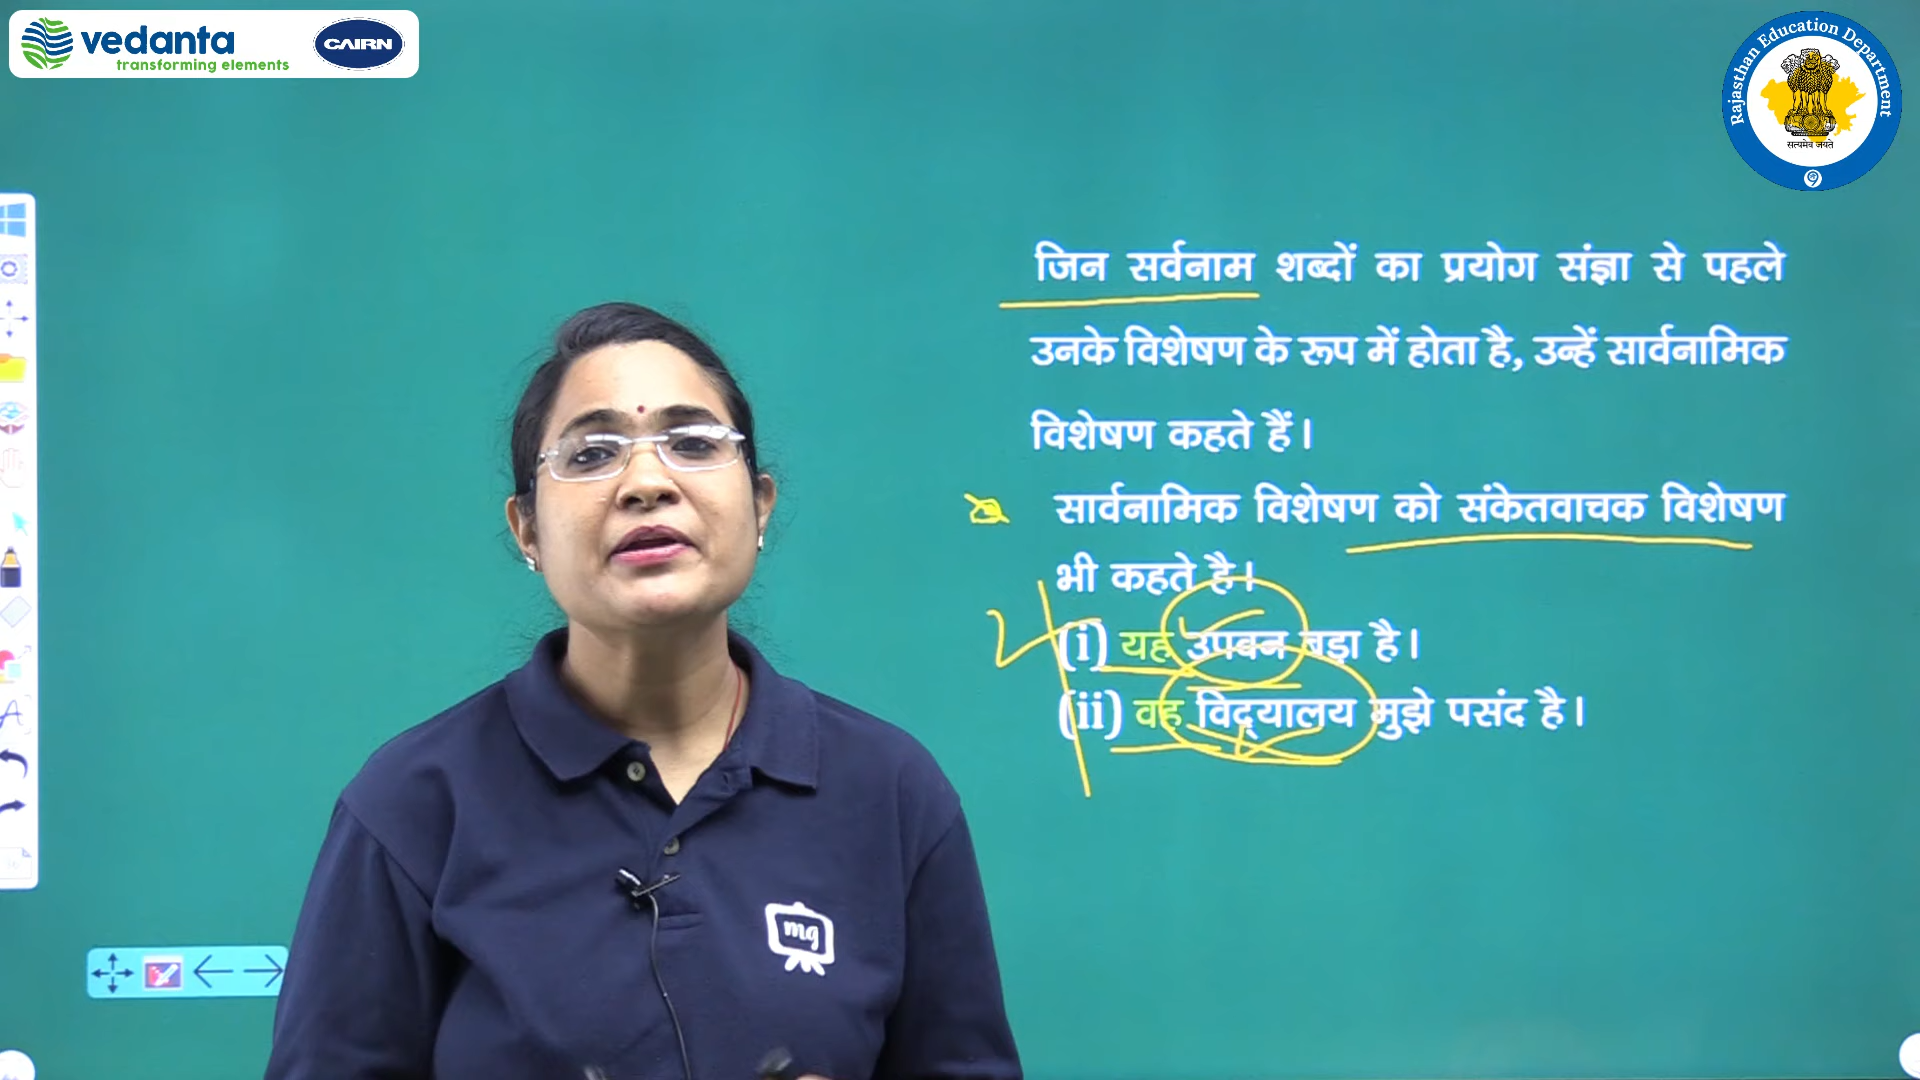 vedanta
transforming elements
CAIRN
Rajasthan Education Department
सत्यमेव जयते
जिन सर्वनाम शब्दों का प्रयोग संज्ञा से पहले
उनके विशेषण के रूप में होता है, उन्हें सार्वनामिक
विशेषण कहते हैं।
सार्वनामिक विशेषण को संकेतवाचक विशेषण
भी कहते है।
(i) यह उपवन बड़ा है।
(ii) वह विद्यालय मुझे पसंद है।
mg